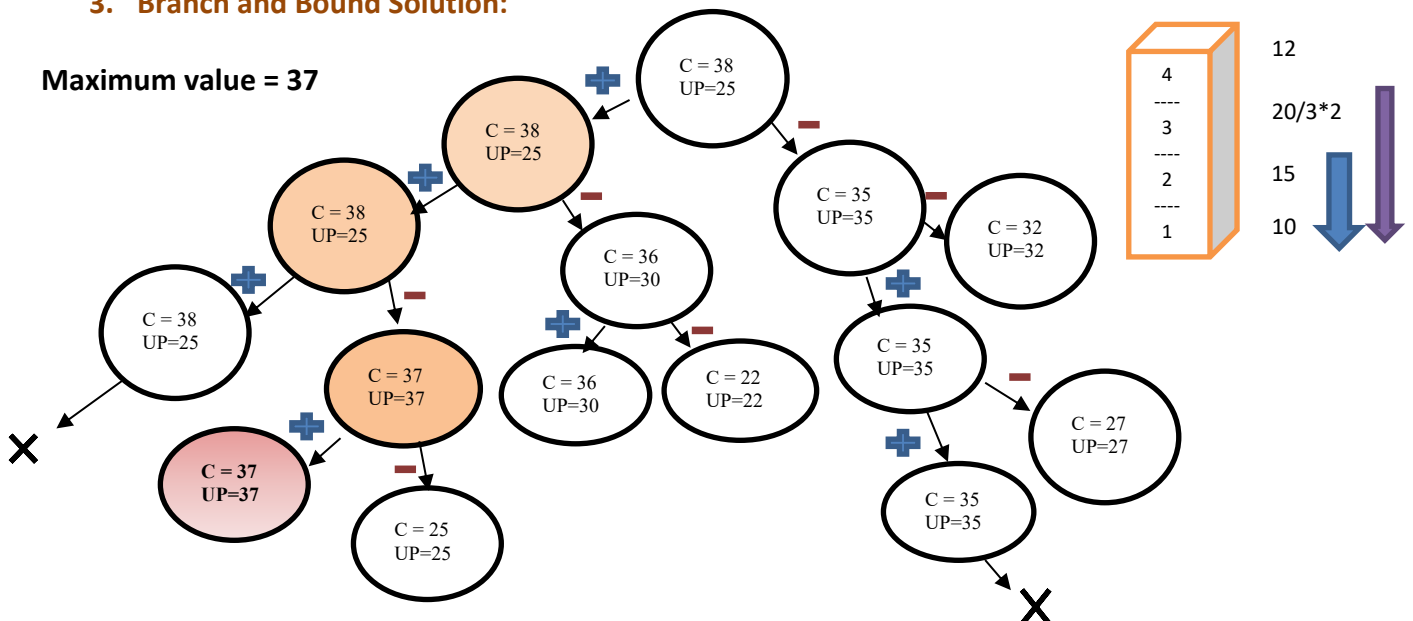 3. Branch and Bound Solution:
Maximum value = 37
C = 38
UP=25
C = 38
UP=25
C = 38
UP=25
C = 38
UP=25
C = 37
UP=37
C = 37
UP=37
C = 25
UP=25
C = 36
UP=30
C = 36
UP=30
C = 22
UP=22
C = 35
UP=35
C = 32
UP=32
C = 35
UP=35
C = 27
UP=27
C = 35
UP=35
4
----
3
----
2
----
1
12
20/3*2
15
10